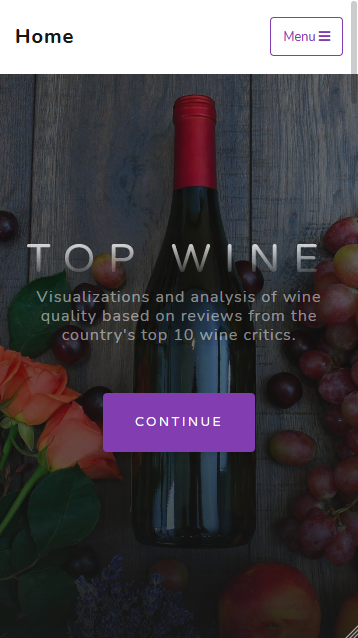 Home
Menu
TOP WINE
Visualizations and analysis of wine
quality based on reviews from the
country's top 10 wine critics.
CONTINUE